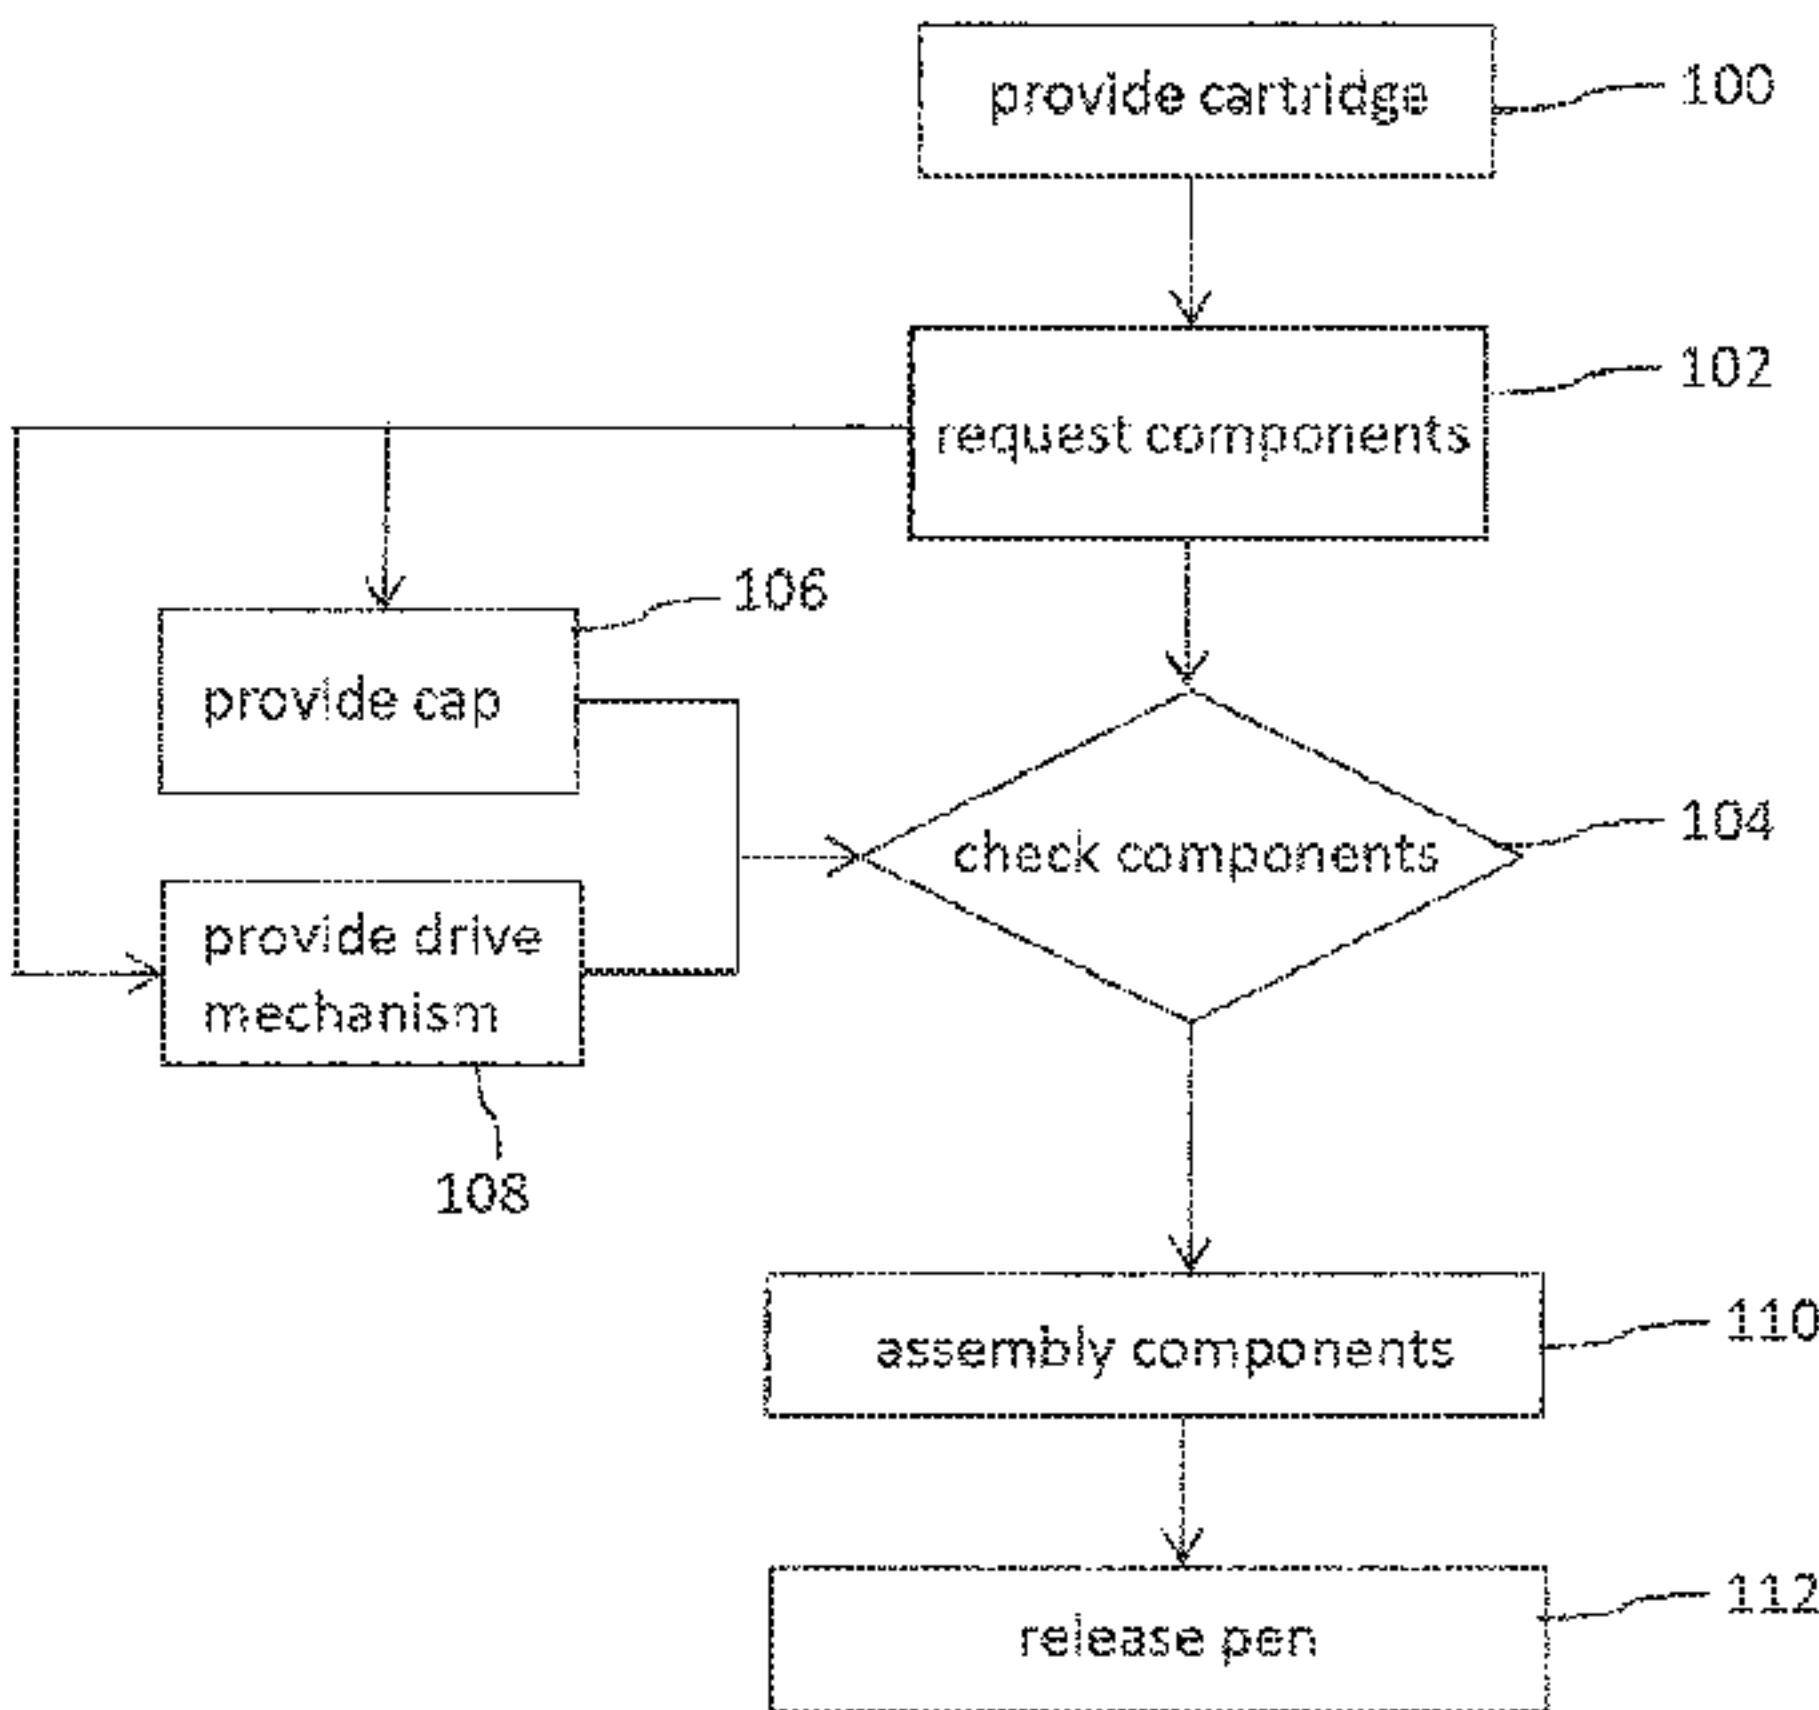 provide cartridge
100
request components
102
106
provide cap
check components
104
provide drive
mechanism
108
assembly components
110
release pen
112